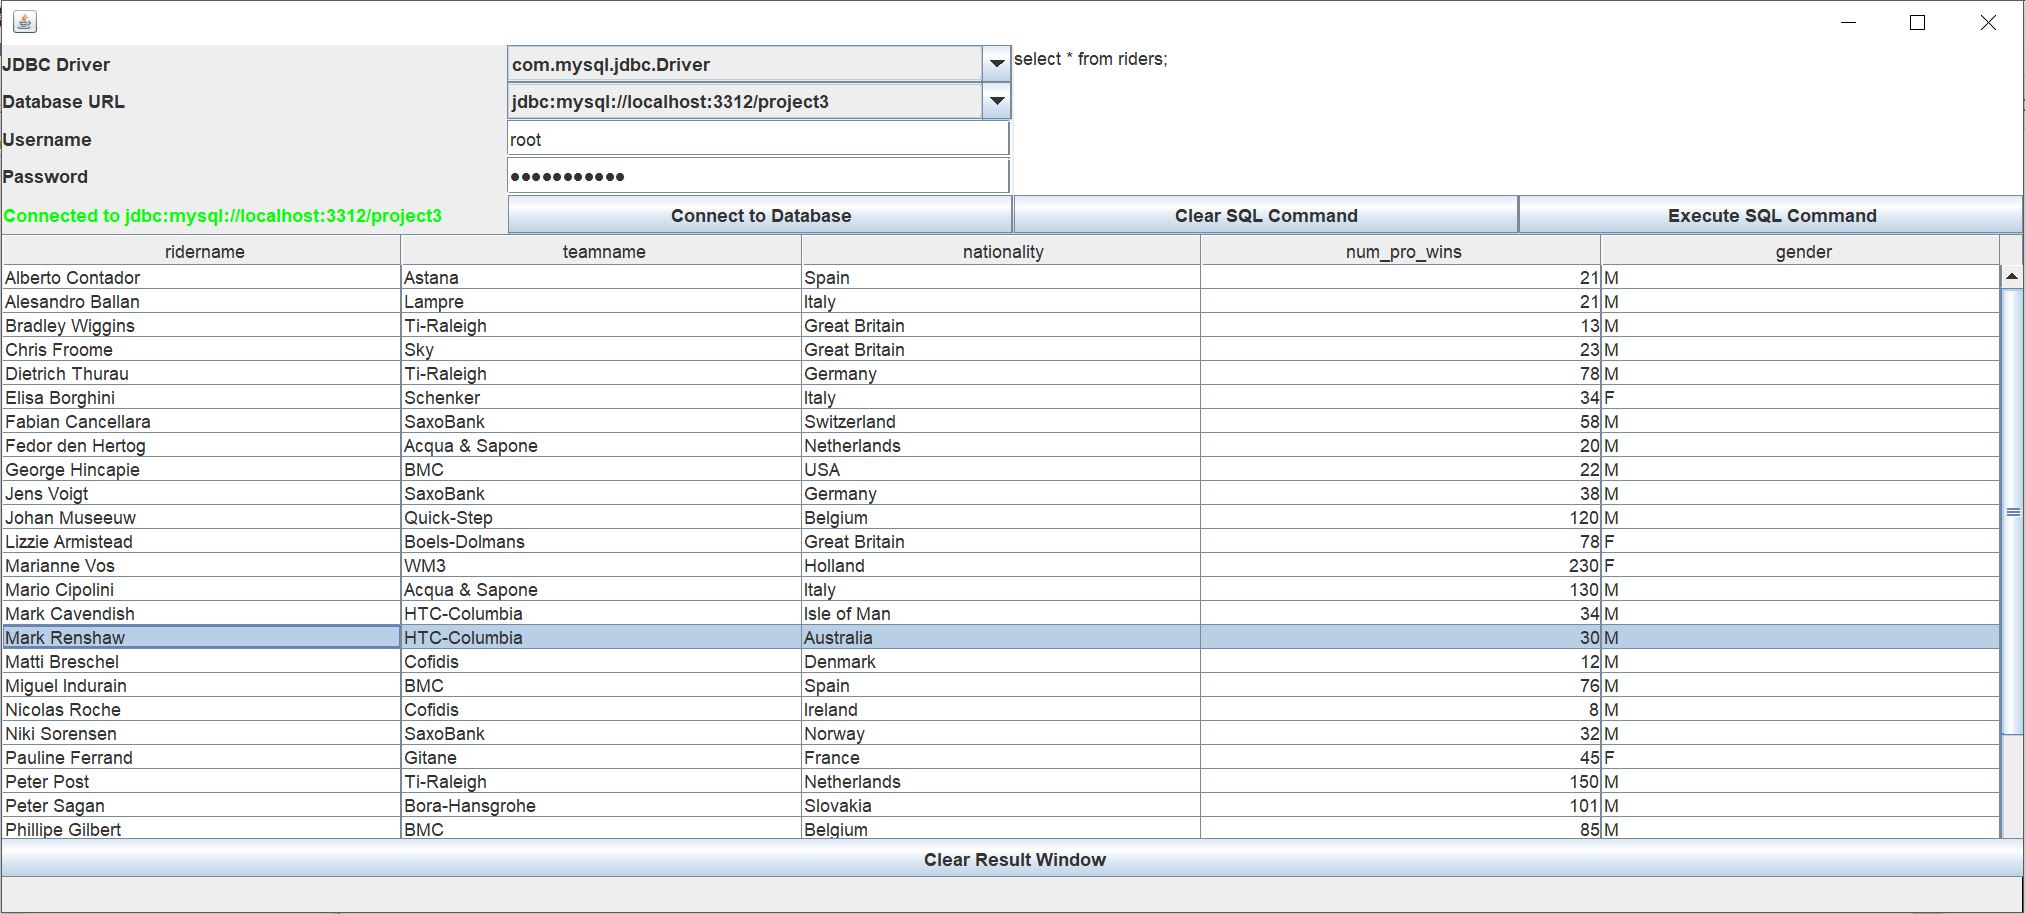 JDBC Driver com.mysql.jdbc.Driver select * from riders;
Database URL jdbc:mysql://localhost:3312/project3
Username root
Password •••••••••••
Connected to jdbc:mysql://localhost:3312/project3 Connect to Database Clear SQL Command Execute SQL Command
ridername teamname nationality num_pro_wins gender
Alberto Contador Astana Spain 21 M
Alesandro Ballan Lampre Italy 21 M
Bradley Wiggins Ti-Raleigh Great Britain 13 M
Chris Froome Sky Great Britain 23 M
Dietrich Thurau Ti-Raleigh Germany 78 M
Elisa Borghini Schenker Italy 34 F
Fabian Cancellara SaxoBank Switzerland 58 M
Fedor den Hertog Acqua & Sapone Netherlands 20 M
George Hincapie BMC USA 22 M
Jens Voigt SaxoBank Germany 38 M
Johan Museeuw Quick-Step Belgium 120 M
Lizzie Armistead Boels-Dolmans Great Britain 78 F
Marianne Vos WM3 Holland 230 F
Mario Cipolini Acqua & Sapone Italy 130 M
Mark Cavendish HTC-Columbia Isle of Man 34 M
Mark Renshaw HTC-Columbia Australia 30 M
Matti Breschel Cofidis Denmark 12 M
Miguel Indurain BMC Spain 76 M
Nicolas Roche Cofidis Ireland 8 M
Niki Sorensen SaxoBank Norway 32 M
Pauline Ferrand Gitane France 45 F
Peter Post Ti-Raleigh Netherlands 150 M
Peter Sagan Bora-Hansgrohe Slovakia 101 M
Phillipe Gilbert BMC Belgium 85 M
Clear Result Window